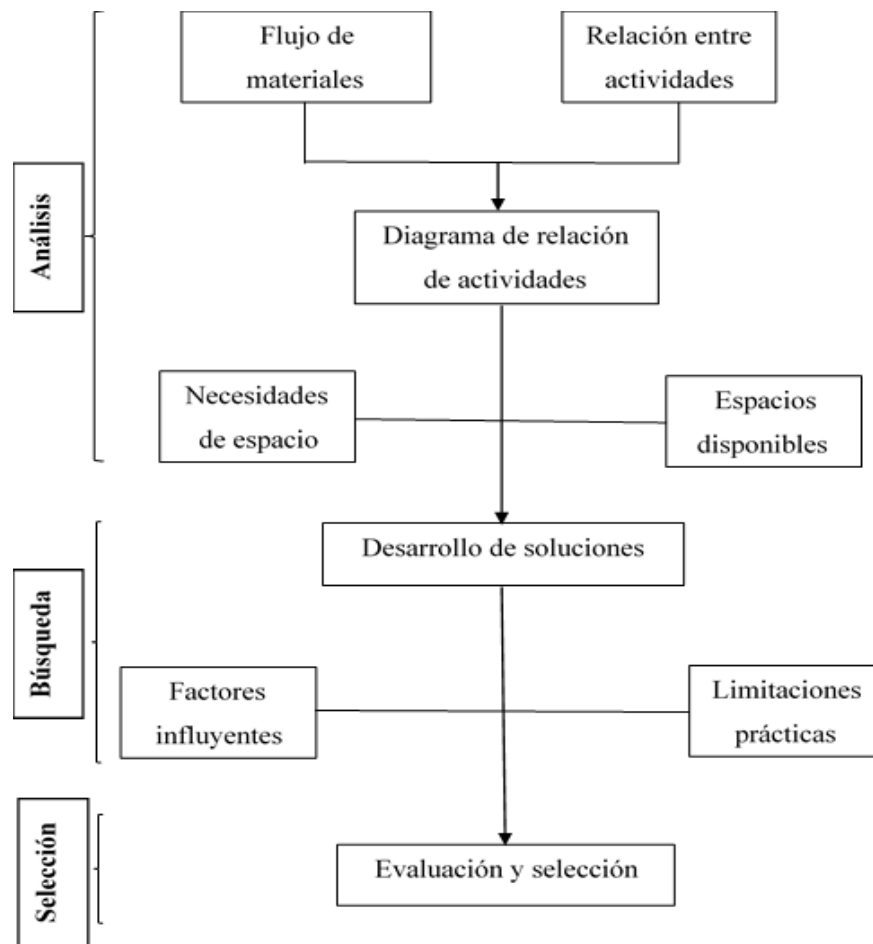 Flujo de
materiales
Relación entre
actividades
Análisis
Diagrama de relación
de actividades
Necesidades
de espacio
Espacios
disponibles
Desarrollo de soluciones
Búsqueda
Factores
influyentes
Limitaciones
prácticas
Selección
Evaluación y selección